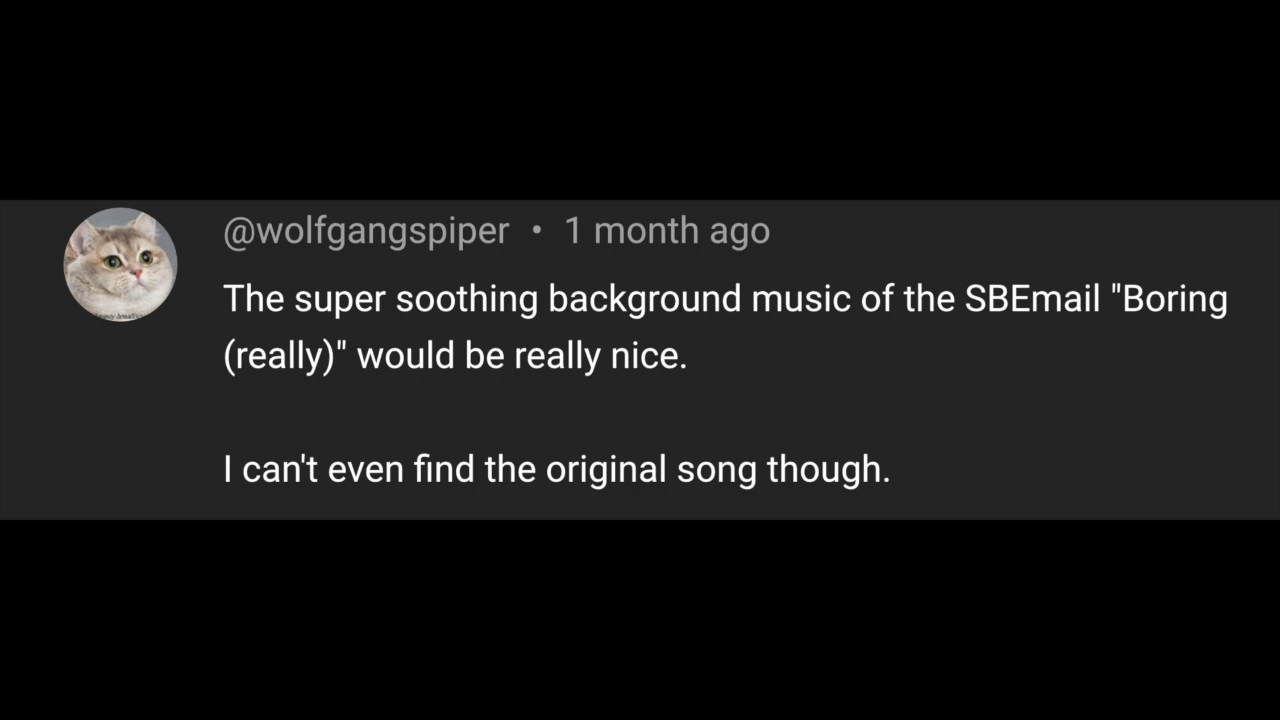 @wolfgangspiper • 1 month ago
The super soothing background music of the SBEmail "Boring
(really)" would be really nice.
I can't even find the original song though.